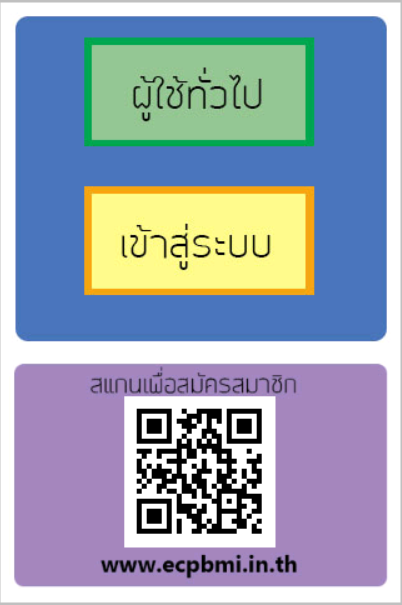 ผู้ใช้ทั่วไป
เข้าสู่ระบบ
สแกนเพื่อสมัครสมาชิก
www.ecpbmi.in.th